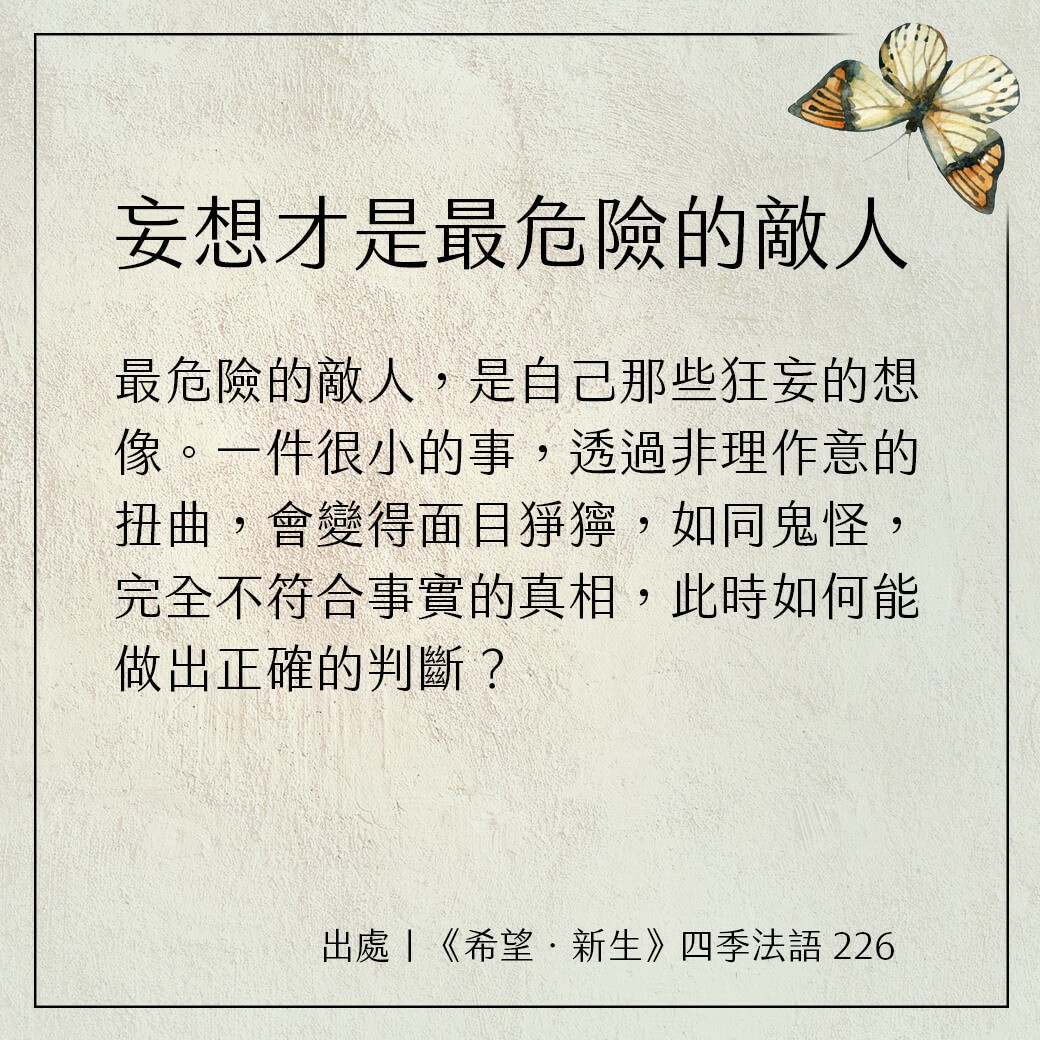 妄想才是最危險的敵人
最危險的敵人，是自己那些狂妄的想
像。一件很小的事，透過非理作意的
扭曲，會變得面目猙獰，如同鬼怪，
完全不符合事實的真相，此時如何能
做出正確的判斷？
出處｜《希望．新生》四季法語 226